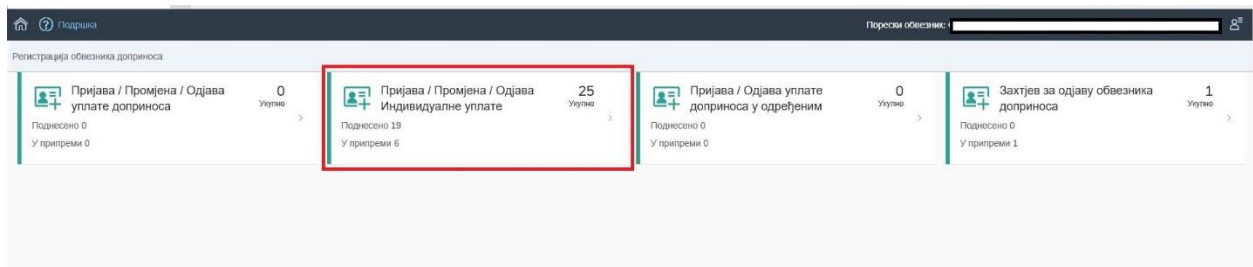 Подршка
Порески обвезник:
Регистрација обвезника доприноса
Пријава / Промјена / Одјава
уплате доприноса
0
Укупно
Поднесено 0
У припреми 0
Пријава / Промјена / Одјава
Индивидуалне уплате
25
Укупно
Поднесено 19
У припреми 6
Пријава / Одјава уплате
доприноса у одређеним
0
Укупно
Поднесено 0
У припреми 0
Захтјев за одјаву обвезника
доприноса
1
Укупно
Поднесено 0
У припреми 1